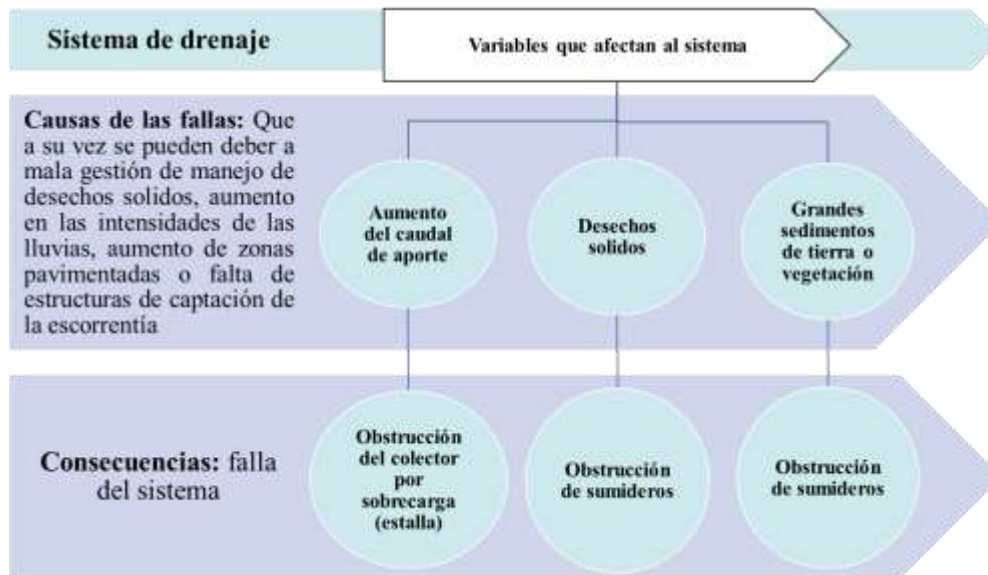 Sistema de drenaje
Variables que afectan al sistema
Causas de las fallas: Que
a su vez se pueden deber a
mala gestión de manejo de
desechos solidos, aumento
en las intensidades de las
lluvias, aumento de zonas
pavimentadas o falta de
estructuras de captación de
la escorrentía
Aumento
del caudal
de aporte
Desechos
solidos
Grandes
sedimentos
de tierra o
vegetación
Consecuencias: falla
del sistema
Obstrucción
del colector
por
sobrecarga
(estalla)
Obstrucción
de sumideros
Obstrucción
de sumideros